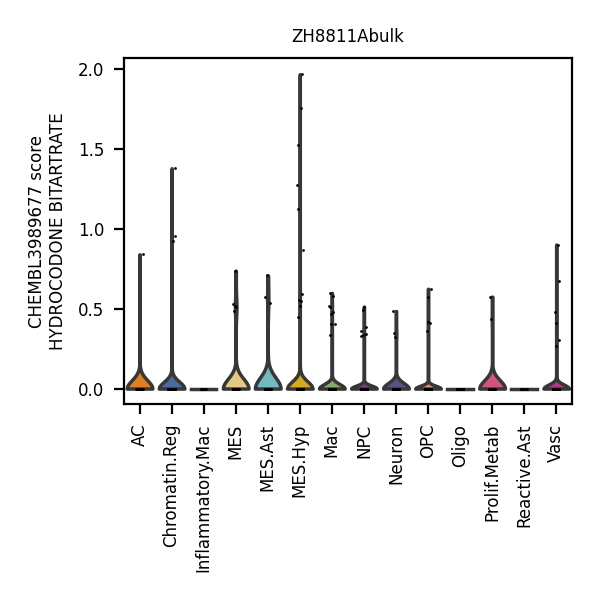 ZH8811Abulk
CHEMBL3989677 score
HYDROCODONE BITARTRATE
2.0
1.5
1.0
0.5
0.0
AC
Chromatin.Reg
Inflammatory.Mac
MES
MES.Ast
MES.Hyp
Mac
NPC
Neuron
OPC
Oligo
Prolif.Metab
Reactive.Ast
Vasc